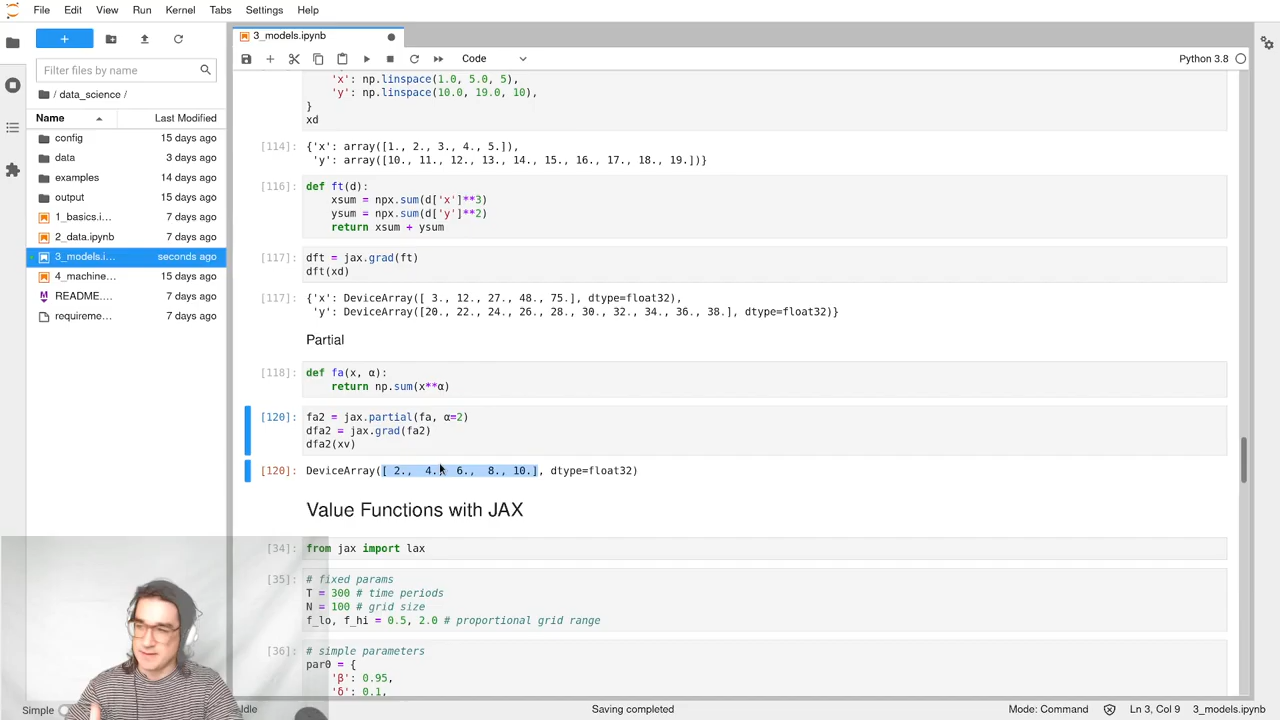 File Edit View Run Kernel Tabs Settings Help
3_models.ipynb
Code
Python 3.8
Filter files by name
/ data_science /
Name Last Modified
config 15 days ago
data 3 days ago
examples 14 days ago
output 15 days ago
1_basics.i… 7 days ago
2_data.ipynb 7 days ago
3_models.i… seconds ago
4_machine… 15 days ago
README.… 7 days ago
requireme… 7 days ago
'x': np.linspace(1.0, 5.0, 5),
'y': np.linspace(10.0, 19.0, 10),
}
xd
[114]: {'x': array([1., 2., 3., 4., 5.]),
'y': array([10., 11., 12., 13., 14., 15., 16., 17., 18., 19.])}
[116]: def ft(d):
xsum = npx.sum(d['x']**3)
ysum = npx.sum(d['y']**2)
return xsum + ysum
[117]: dft = jax.grad(ft)
dft(xd)
[117]: {'x': DeviceArray([ 3., 12., 27., 48., 75.], dtype=float32),
'y': DeviceArray([20., 22., 24., 26., 28., 30., 32., 34., 36., 38.], dtype=float32)}
Partial
[118]: def fa(x, α):
return np.sum(x**α)
[120]: fa2 = jax.partial(fa, α=2)
dfa2 = jax.grad(fa2)
dfa2(xv)
[120]: DeviceArray([ 2., 4., 6., 8., 10.], dtype=float32)
Value Functions with JAX
[34]: from jax import lax
[35]: # fixed params
T = 300 # time periods
N = 100 # grid size
f_lo, f_hi = 0.5, 2.0 # proportional grid range
[36]: # simple parameters
par0 = {
'β': 0.95,
'δ': 0.1,
Simple Idle Saving completed Mode: Command Ln 3, Col 9 3_models.ipynb